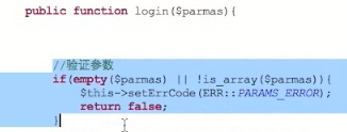 public function login($parmas){
//验证参数
if(empty($parmas) || !is_array($parmas)){
$this->setErrCode(ERR::PARAMS_ERROR);
return false;
}